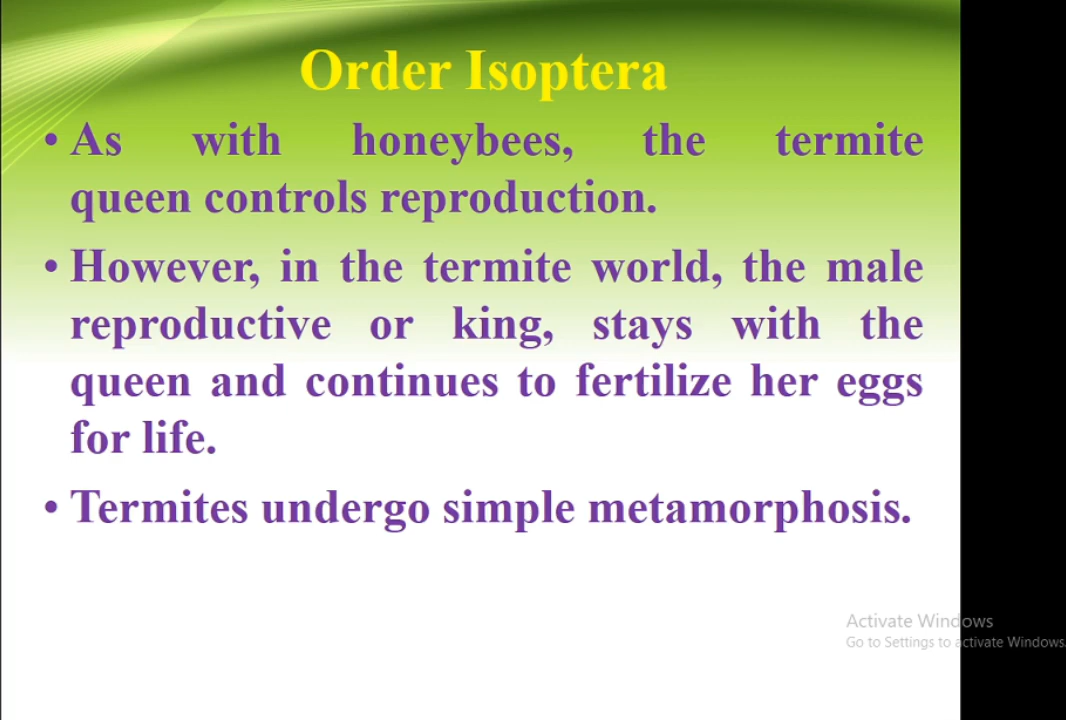 Order Isoptera
• As with honeybees, the termite
queen controls reproduction.
• However, in the termite world, the male
reproductive or king, stays with the
queen and continues to fertilize her eggs
for life.
• Termites undergo simple metamorphosis.
Activate Windows
Go to Settings to activate Windows.